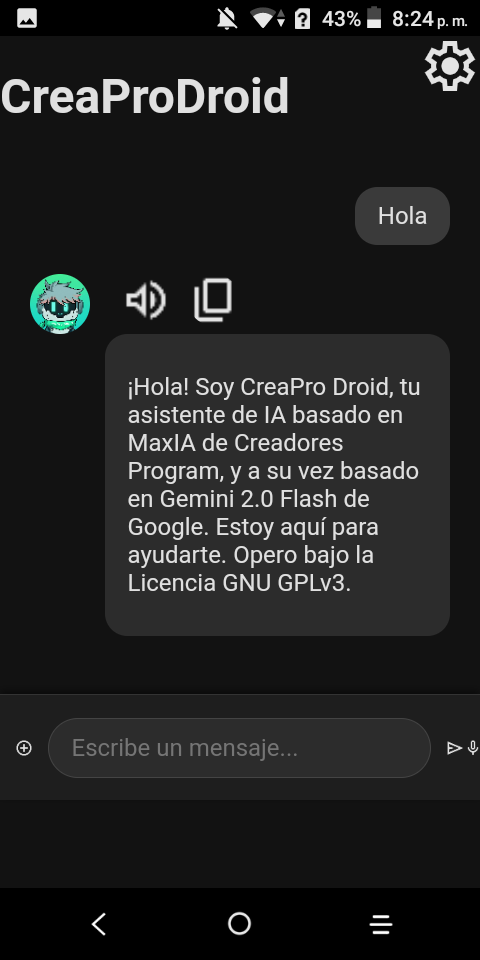 43% 8:24 p. m.
CreaProDroid
Hola
¡Hola! Soy CreaPro Droid, tu
asistente de IA basado en
MaxIA de Creadores
Program, y a su vez basado
en Gemini 2.0 Flash de
Google. Estoy aquí para
ayudarte. Opero bajo la
Licencia GNU GPLv3.
Escribe un mensaje...